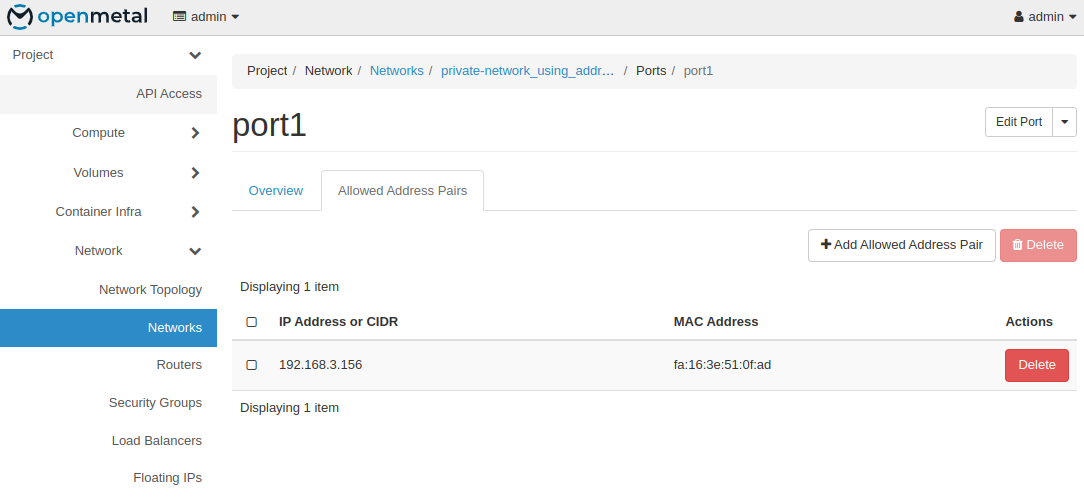 openmetal admin admin
Project
API Access
Compute
Volumes
Container Infra
Network
Network Topology
Networks
Routers
Security Groups
Load Balancers
Floating IPs
Project / Network / Networks / private-network_using_addr… / Ports / port1
port1
Edit Port
Overview Allowed Address Pairs
Add Allowed Address Pair Delete
Displaying 1 item
IP Address or CIDR MAC Address Actions
192.168.3.156 fa:16:3e:51:0f:ad Delete
Displaying 1 item